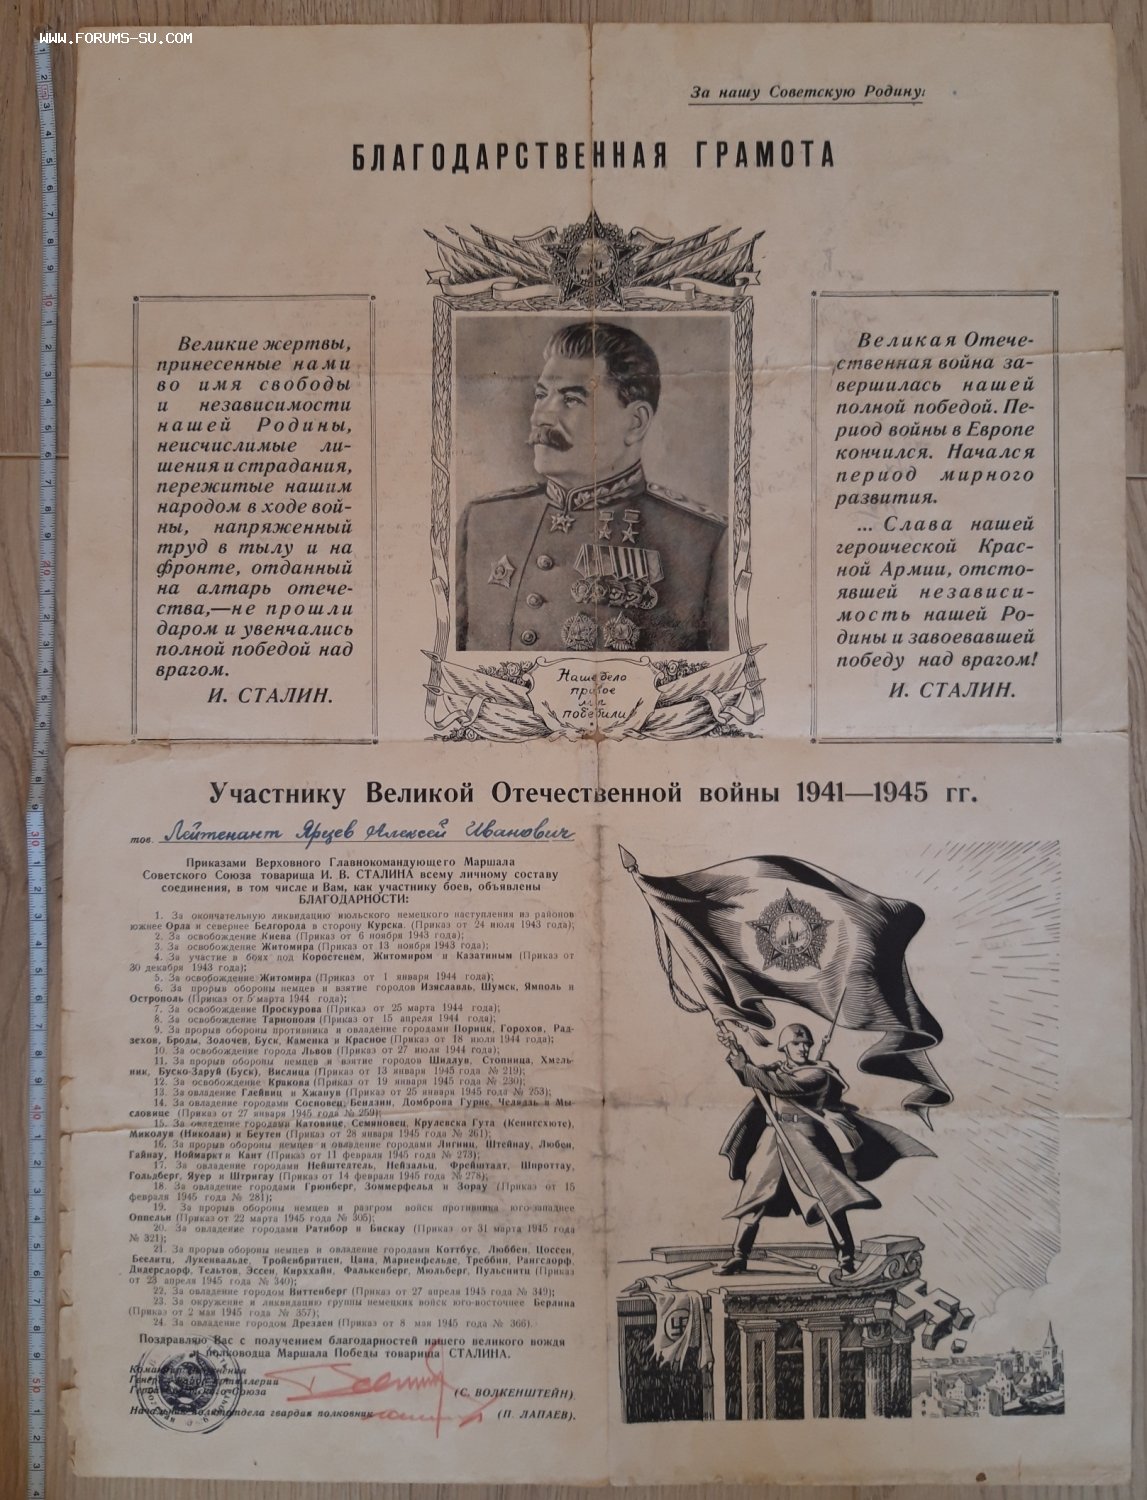 www.FORUMS-SU.COM
За нашу Советскую Родину!
БЛАГОДАРСТВЕННАЯ ГРАМОТА
Великие жертвы,
принесенные нами
во имя свободы
и независимости
нашей Родины,
неисчислимые ли-
шения и страдания,
пережитые нашим
народом в ходе вой-
ны, напряженный
труд в тылу и на
фронте, отданный
на алтарь отече-
ства,—не прошли
даром и увенчались
полной победой над
врагом.
И. СТАЛИН.
Наше дело
правое
мы
победили
Великая Отече-
ственная война за-
вершилась нашей
полной победой. Пе-
риод войны в Европе
кончился. Начался
период мирного
развития.
... Слава нашей
героической Крас-
ной Армии, отсто-
явшей независи-
мость нашей Ро-
дины и завоевавшей
победу над врагом!
И. СТАЛИН.
Участнику Великой Отечественной войны 1941—1945 гг.
тов. Лейтенант Ярцев Алексей Иванович
Приказами Верховного Главнокомандующего Маршала
Советского Союза товарища И. В. СТАЛИНА всему личному составу
соединения, в том числе и Вам, как участнику боев, объявлены
БЛАГОДАРНОСТИ:
1. За окончательную ликвидацию июльского немецкого наступления из районов
южнее Орла и севернее Белгорода в сторону Курска. (Приказ от 24 июля 1943 года);
2. За освобождение Киева (Приказ от 6 ноября 1943 года);
3. За освобождение Житомира (Приказ от 13 ноября 1943 года);
4. За участие в боях под Коростенем, Житомиром и Казатиным (Приказ от
30 декабря 1943 года);
5. За освобождение Житомира (Приказ от 1 января 1944 года);
6. За прорыв обороны немцев и взятие городов Изяславль, Шумск, Ямполь и
Острополь (Приказ от 5 марта 1944 года);
7. За освобождение Проскурова (Приказ от 25 марта 1944 года);
8. За освобождение Тарнополя (Приказ от 15 апреля 1944 года);
9. За прорыв обороны противника и овладение городами Порицк, Горохов, Рад-
зехов, Броды, Золочев, Буск, Каменка и Красное (Приказ от 18 июля 1944 года);
10. За освобождение города Львов (Приказ от 27 июля 1944 года);
11. За прорыв обороны немцев и взятие городов Шидлув, Стопница, Хмель-
ник, Буско-Здруй (Буск), Вислица (Приказ от 13 января 1945 года № 219);
12. За освобождение Кракова (Приказ от 19 января 1945 года № 230);
13. За овладение Глейвиц и Хжанув (Приказ от 25 января 1945 года № 253);
14. За овладение городами Сосновец, Бендзин, Домброва Гурне, Челядзь и Мы-
словице (Приказ от 27 января 1945 года № 259);
15. За овладение городами Катовице, Семяновец, Крулевска Гута (Кенигсхюте),
Миколув (Николаи) и Беутен (Приказ от 28 января 1945 года № 261);
16. За прорыв обороны немцев и овладение городами Лигниц, Штейнау, Любен,
Гайнау, Ноймаркт и Кант (Приказ от 11 февраля 1945 года № 273);
17. За овладение городами Нейштедтель, Нейзальц, Фрейштадт, Шпроттау,
Гольдберг, Яуер и Штригау (Приказ от 14 февраля 1945 года № 278);
18. За овладение городами Грюнберг, Зоммерфельд и Зорау (Приказ от 15
февраля 1945 года № 281);
19. За прорыв обороны немцев и разгром войск противника юго-западнее
Оппельн (Приказ от 22 марта 1945 года № 305);
20. За овладение городами Ратибор и Бискау (Приказ от 31 марта 1945 года
№ 321);
21. За прорыв обороны немцев и овладение городами Коттбус, Люббен, Цоссен,
Беелитц, Лукенвальде, Тройенбритцен, Цана, Мариенфельде, Треббин, Рангсдорф,
Дидерсдорф, Тельтов, Эссен, Кирххайн, Фалькенберг, Мюльберг, Пульснитц (Приказ
от 23 апреля 1945 года № 340);
22. За овладение городом Виттенберг (Приказ от 27 апреля 1945 года № 349);
23. За окружение и ликвидацию группы немецких войск юго-восточнее Берлина
(Приказ от 2 мая 1945 года № 357);
24. За овладение городом Дрезден (Приказ от 8 мая 1945 года № 366).
Поздравляю Вас с получением благодарностей нашего великого вождя
и полководца Маршала Победы товарища СТАЛИНА.
Командир соединения
Генерал-майор артиллерии
Герой Советского Союза
(С. ВОЛКЕНШТЕЙН)
Начальник политотдела гвардии полковник
(П. ЛАПАЕВ).